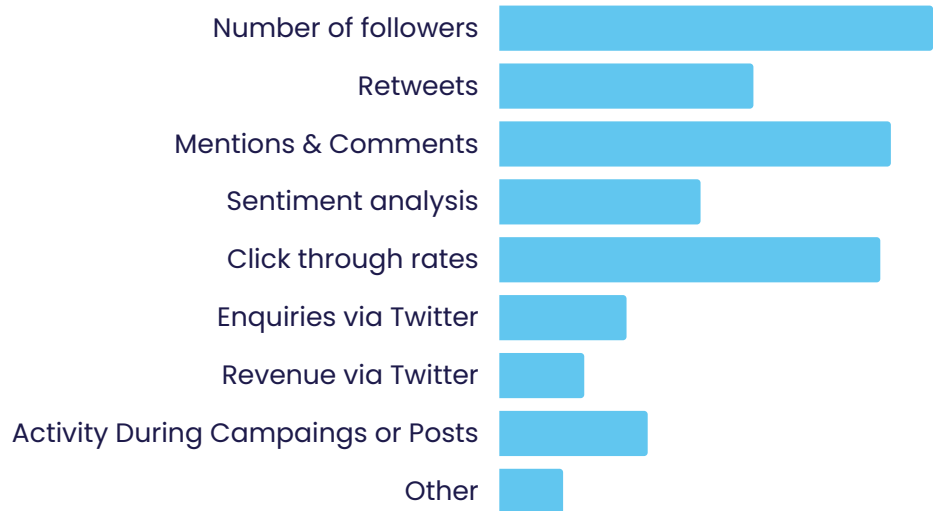 Number of followers
Retweets
Mentions & Comments
Sentiment analysis
Click through rates
Enquiries via Twitter
Revenue via Twitter
Activity During Campaings or Posts
Other